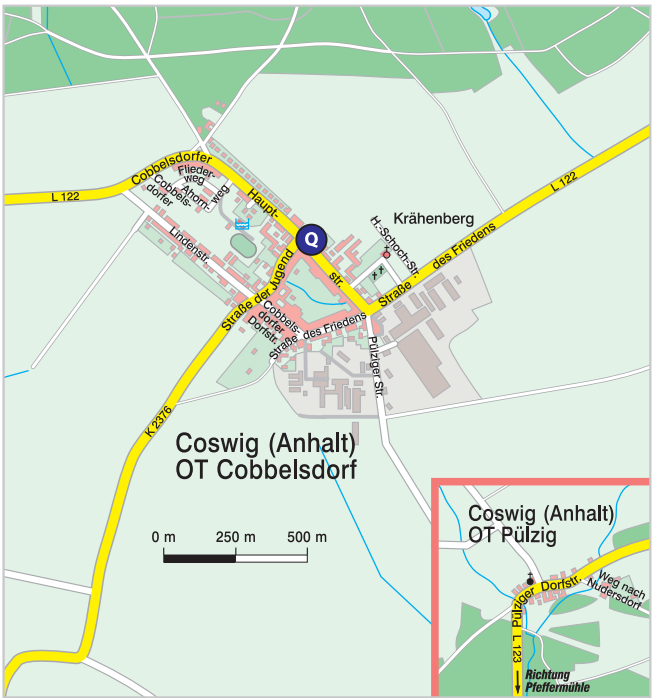 Cobbelsdorfer
Flieder-
weg
Cobbels-
dorfer
Ahorn-
weg
L 122
Haupt-
L 122
Krähenberg
H.-Schoch-Str.
Lindenstr.
Q
Straße der Jugend
str.
Straße des Friedens
Cobbels-
dorfer
Dorfstr.
Straße des Friedens
Pülziger Str.
K 2376
Coswig (Anhalt)
OT Cobbelsdorf
0 m 250 m 500 m
Coswig (Anhalt)
OT Pülzig
Pülziger Dorfstr.
Weg nach
Nudersdorf
L 123
Richtung
Pfeffermühle